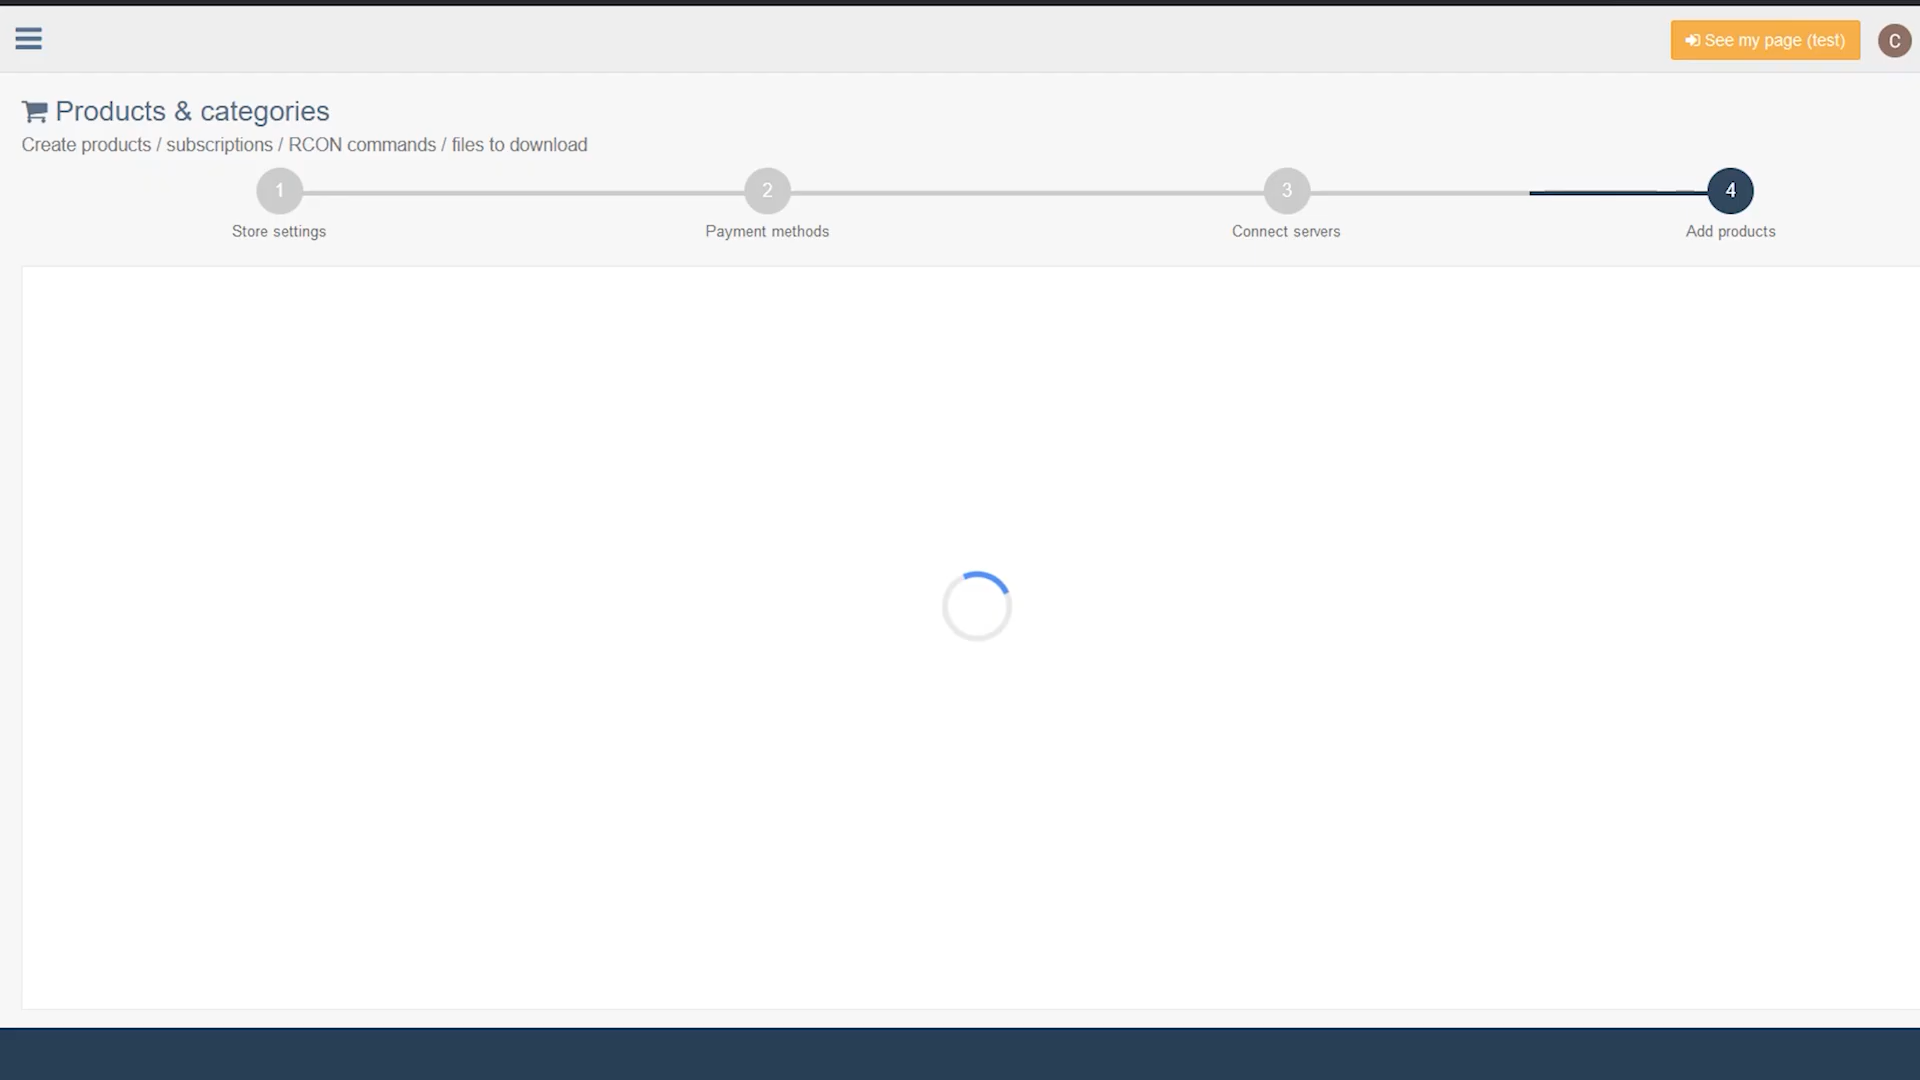 See my page (test)
C
Products & categories
Create products / subscriptions / RCON commands / files to download
1
2
3
4
Store settings
Payment methods
Connect servers
Add products